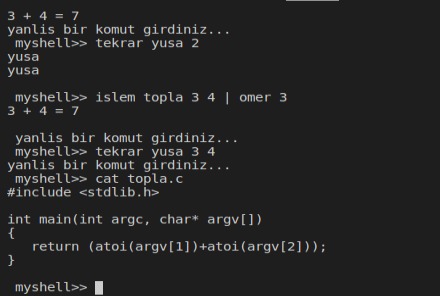 3 + 4 = 7
yanlis bir komut girdiniz...
myshell>> tekrar yusa 2
yusa
yusa
myshell>> islem topla 3 4 | omer 3
3 + 4 = 7
yanlis bir komut girdiniz...
myshell>> tekrar yusa 3 4
yanlis bir komut girdiniz...
myshell>> cat topla.c
#include <stdlib.h>
int main(int argc, char* argv[])
{
return (atoi(argv[1])+atoi(argv[2]));
}
myshell>>